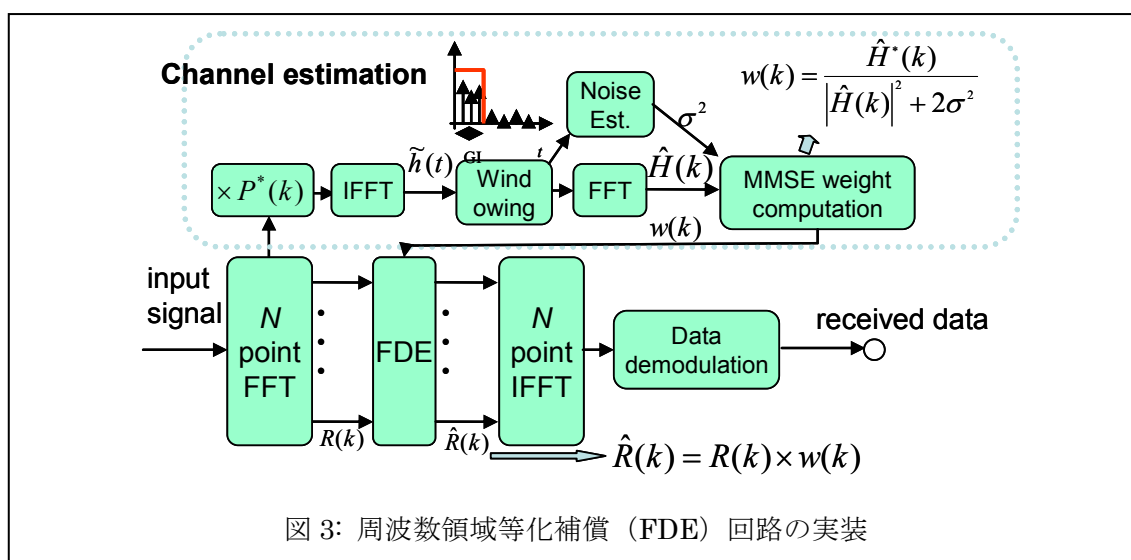 Channel estimation
Noise
Est.
w(k) = Ĥ*(k) / |Ĥ(k)|² + 2σ²
σ²
GI
t
× P*(k)
IFFT
h̃(t)
Wind
owing
FFT
Ĥ(k)
MMSE weight
computation
w(k)
input
signal
N
point
FFT
FDE
N
point
IFFT
Data
demodulation
received data
R(k)
R̂(k)
R̂(k) = R(k) × w(k)
図 3: 周波数領域等化補償（FDE）回路の実装